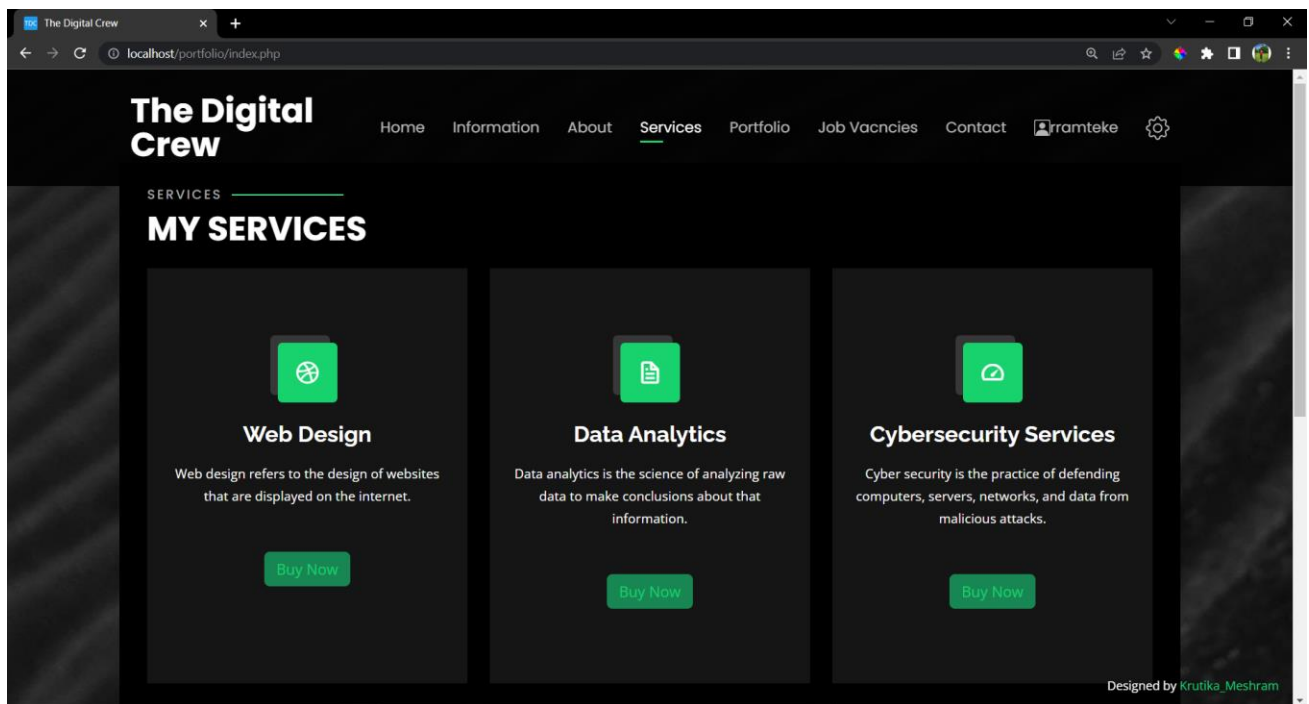 TDC The Digital Crew
localhost/portfolio/index.php
The Digital
Crew
Home Information About Services Portfolio Job Vacncies Contact rramteke
SERVICES
MY SERVICES
Web Design
Web design refers to the design of websites
that are displayed on the internet.
Buy Now
Data Analytics
Data analytics is the science of analyzing raw
data to make conclusions about that
information.
Buy Now
Cybersecurity Services
Cyber security is the practice of defending
computers, servers, networks, and data from
malicious attacks.
Buy Now
Designed by Krutika_Meshram